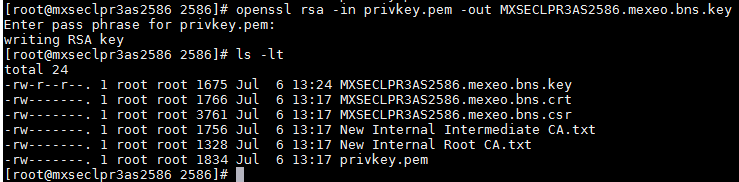 [root@mxseclpr3as2586 2586]# openssl rsa -in privkey.pem -out MXSECLPR3AS2586.mexeo.bns.key
Enter pass phrase for privkey.pem:
writing RSA key
[root@mxseclpr3as2586 2586]# ls -lt
total 24
-rw-r--r--. 1 root root 1675 Jul  6 13:24 MXSECLPR3AS2586.mexeo.bns.key
-rw-------. 1 root root 1766 Jul  6 13:17 MXSECLPR3AS2586.mexeo.bns.crt
-rw-------. 1 root root 3761 Jul  6 13:17 MXSECLPR3AS2586.mexeo.bns.csr
-rw-------. 1 root root 1756 Jul  6 13:17 New Internal Intermediate CA.txt
-rw-------. 1 root root 1328 Jul  6 13:17 New Internal Root CA.txt
-rw-------. 1 root root 1834 Jul  6 13:17 privkey.pem
[root@mxseclpr3as2586 2586]#